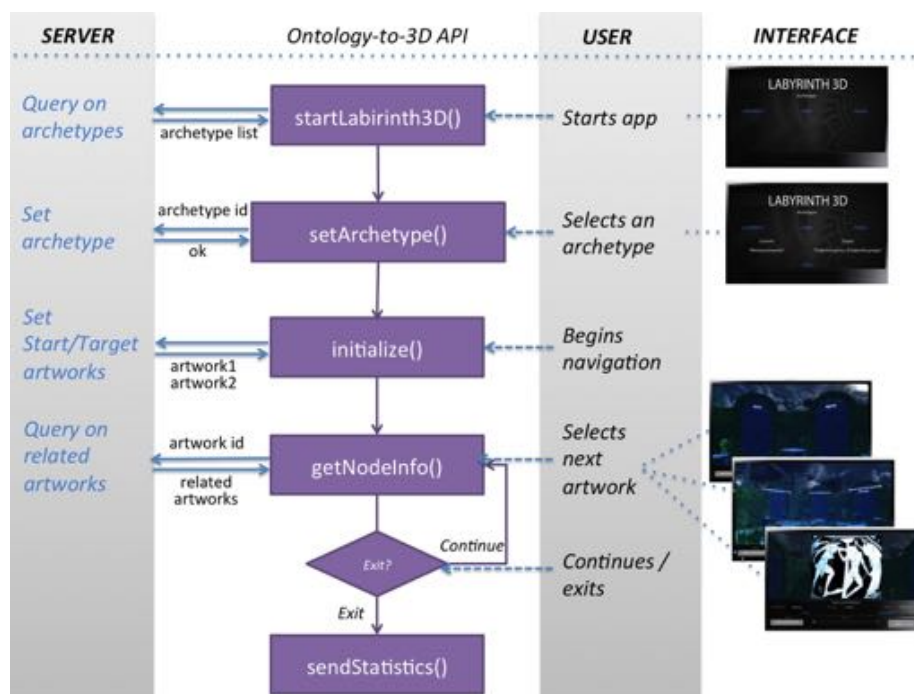 SERVER
Ontology-to-3D API
USER
INTERFACE
Query on
archetypes
archetype list
startLabirinth3D()
Starts app
LABYRINTH 3D
Set
archetype
archetype id
ok
setArchetype()
Selects an
archetype
LABYRINTH 3D
Set
Start/Target
artworks
artwork1
artwork2
initialize()
Begins
navigation
Query on
related
artworks
artwork id
related
artworks
getNodeInfo()
Selects
next
artwork
Continue
Exit?
Continues /
exits
Exit
sendStatistics()